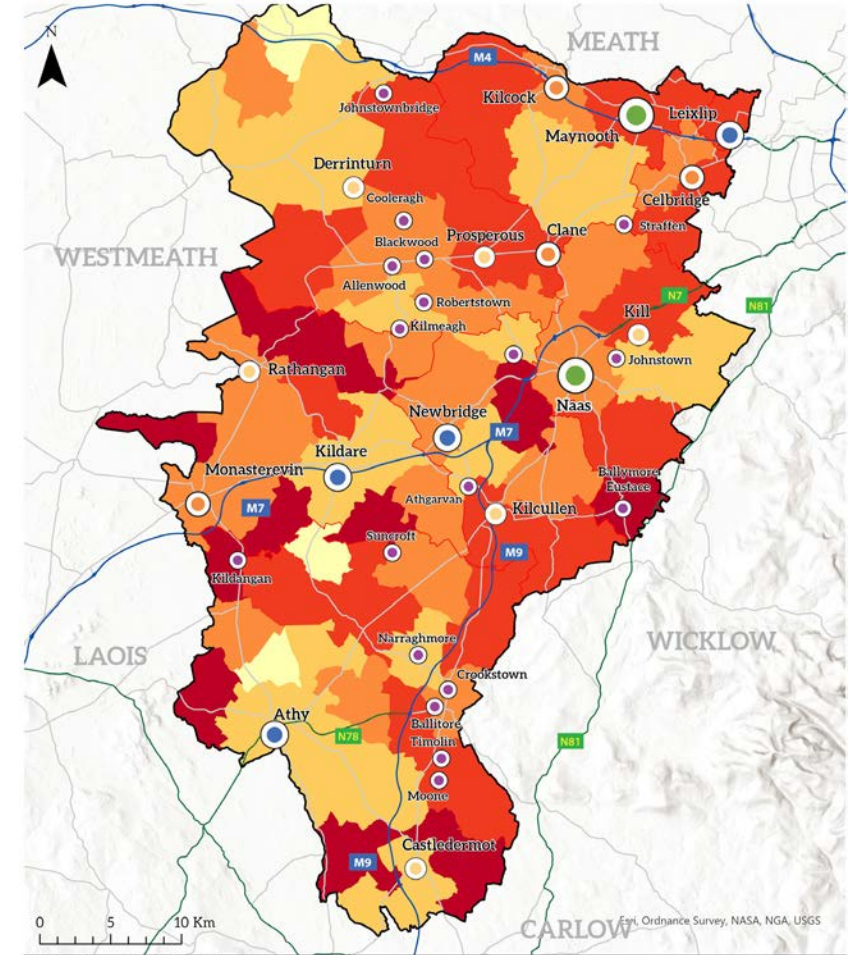 N
MEATH
M4
Kilcock
Johnstownbridge
Leixlip
Maynooth
Derrinturn
Celbridge
Cooleragh
Straffen
Prosperous
Clane
Blackwood
WESTMEATH
Allenwood
N7
Robertstown
N81
Kill
Kilmeagh
Johnstown
Rathangan
Naas
Newbridge
M7
Kildare
Monasterevin
Ballymore
Eustace
Athgarvan
M7
Kilcullen
Suncroft
M9
Kildangan
Narraghmore
WICKLOW
LAOIS
Crookstown
Athy
Ballitore
N78
Timolin
N81
Moone
Castledermot
M9
0 5 10 Km
Esri, Ordnance Survey, NASA, NGA, USGS
CARLOW